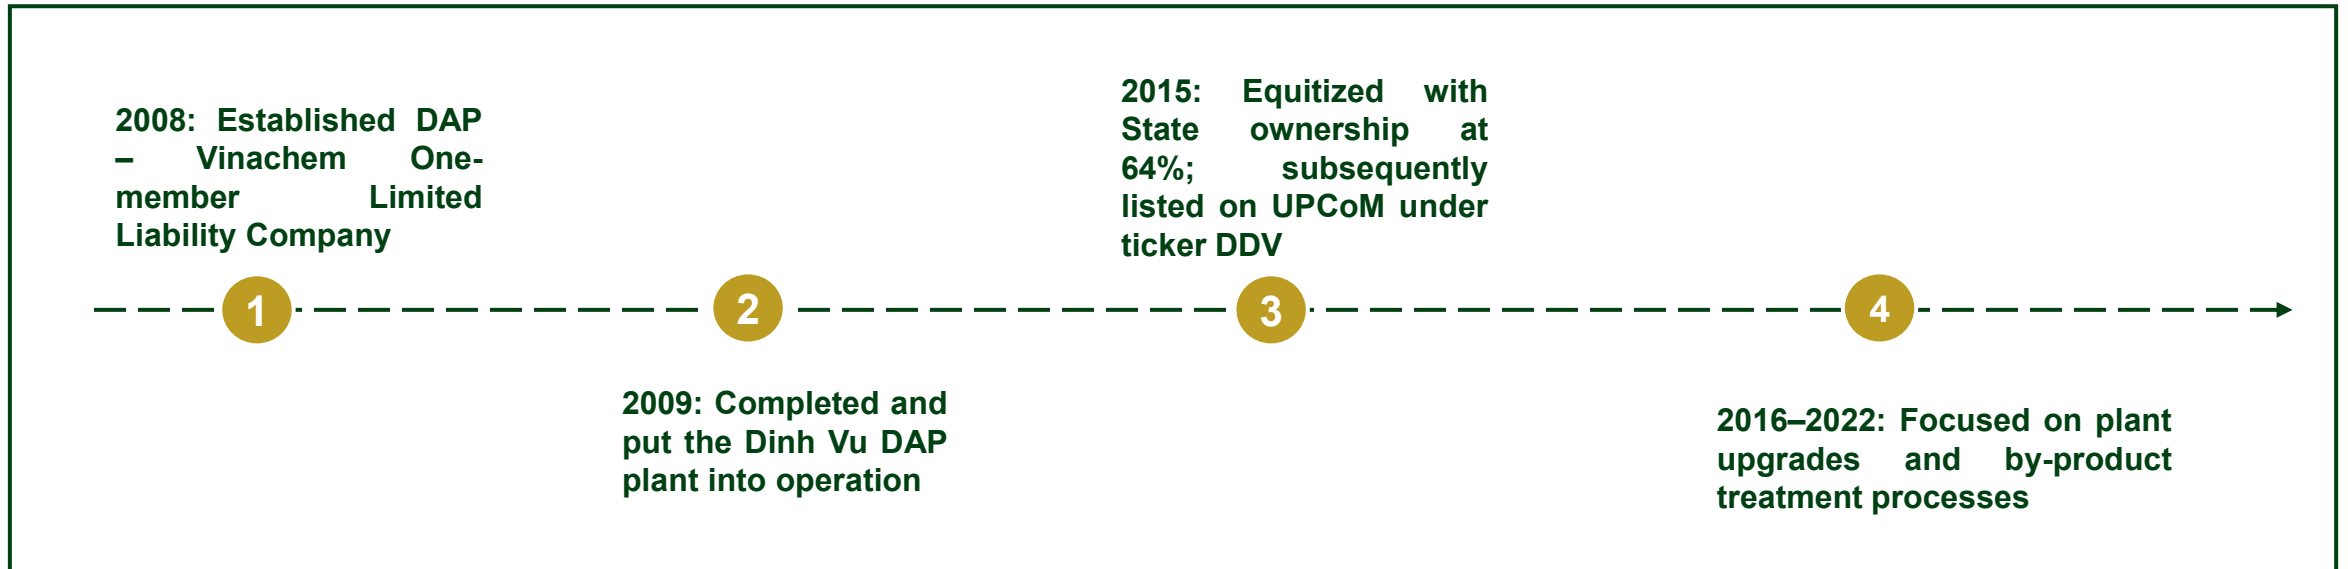 2008: Established DAP
– Vinachem One-
member Limited
Liability Company
1
2009: Completed and
put the Dinh Vu DAP
plant into operation
2
2015: Equitized with
State ownership at
64%; subsequently
listed on UPCoM under
ticker DDV
3
2016–2022: Focused on plant
upgrades and by-product
treatment processes
4